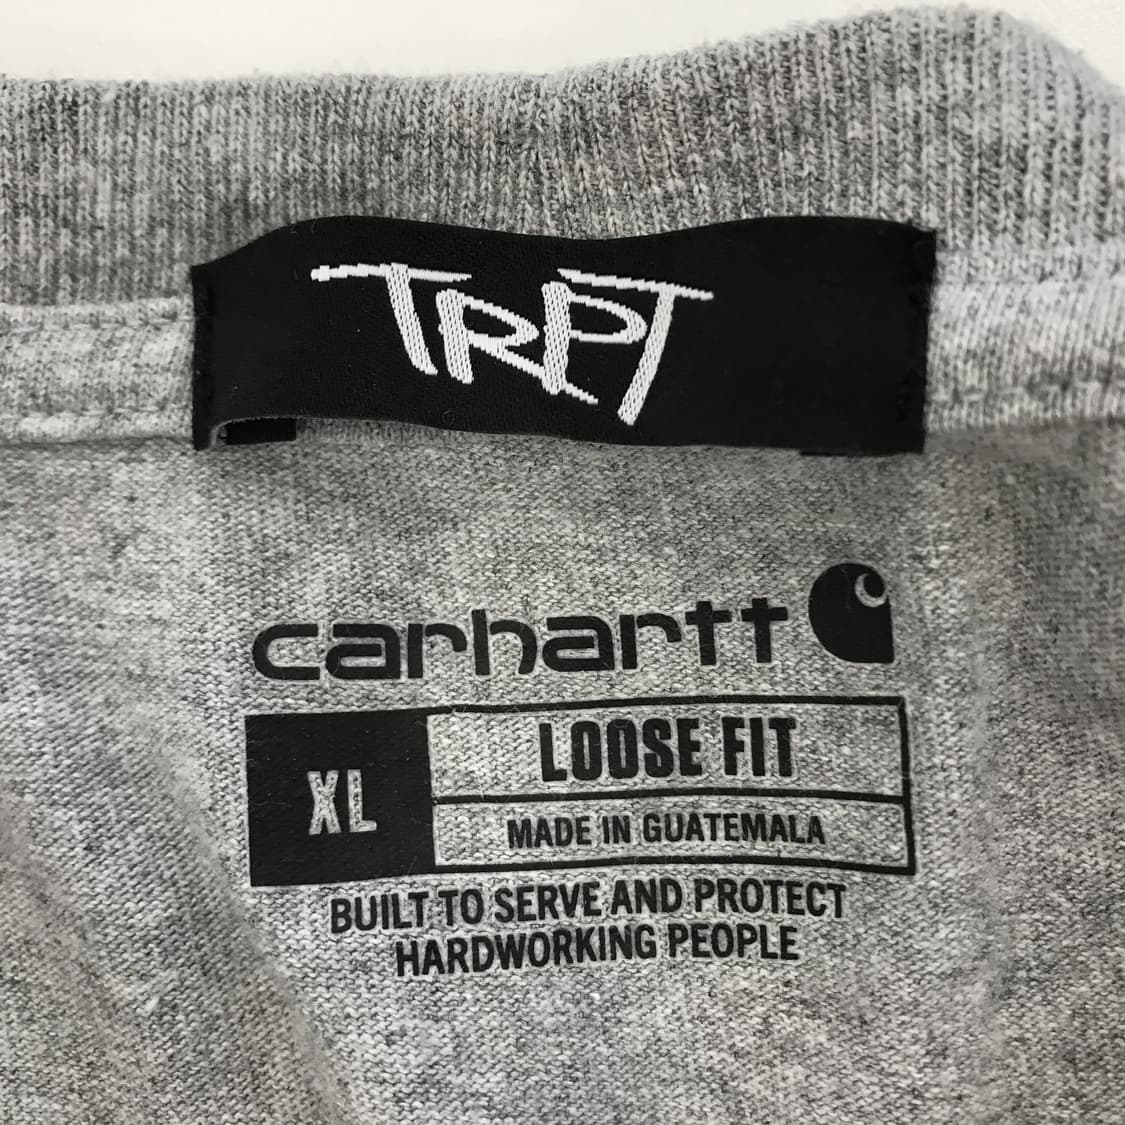 TRPT
carhartt
XL
LOOSE FIT
MADE IN GUATEMALA
BUILT TO SERVE AND PROTECT
HARDWORKING PEOPLE